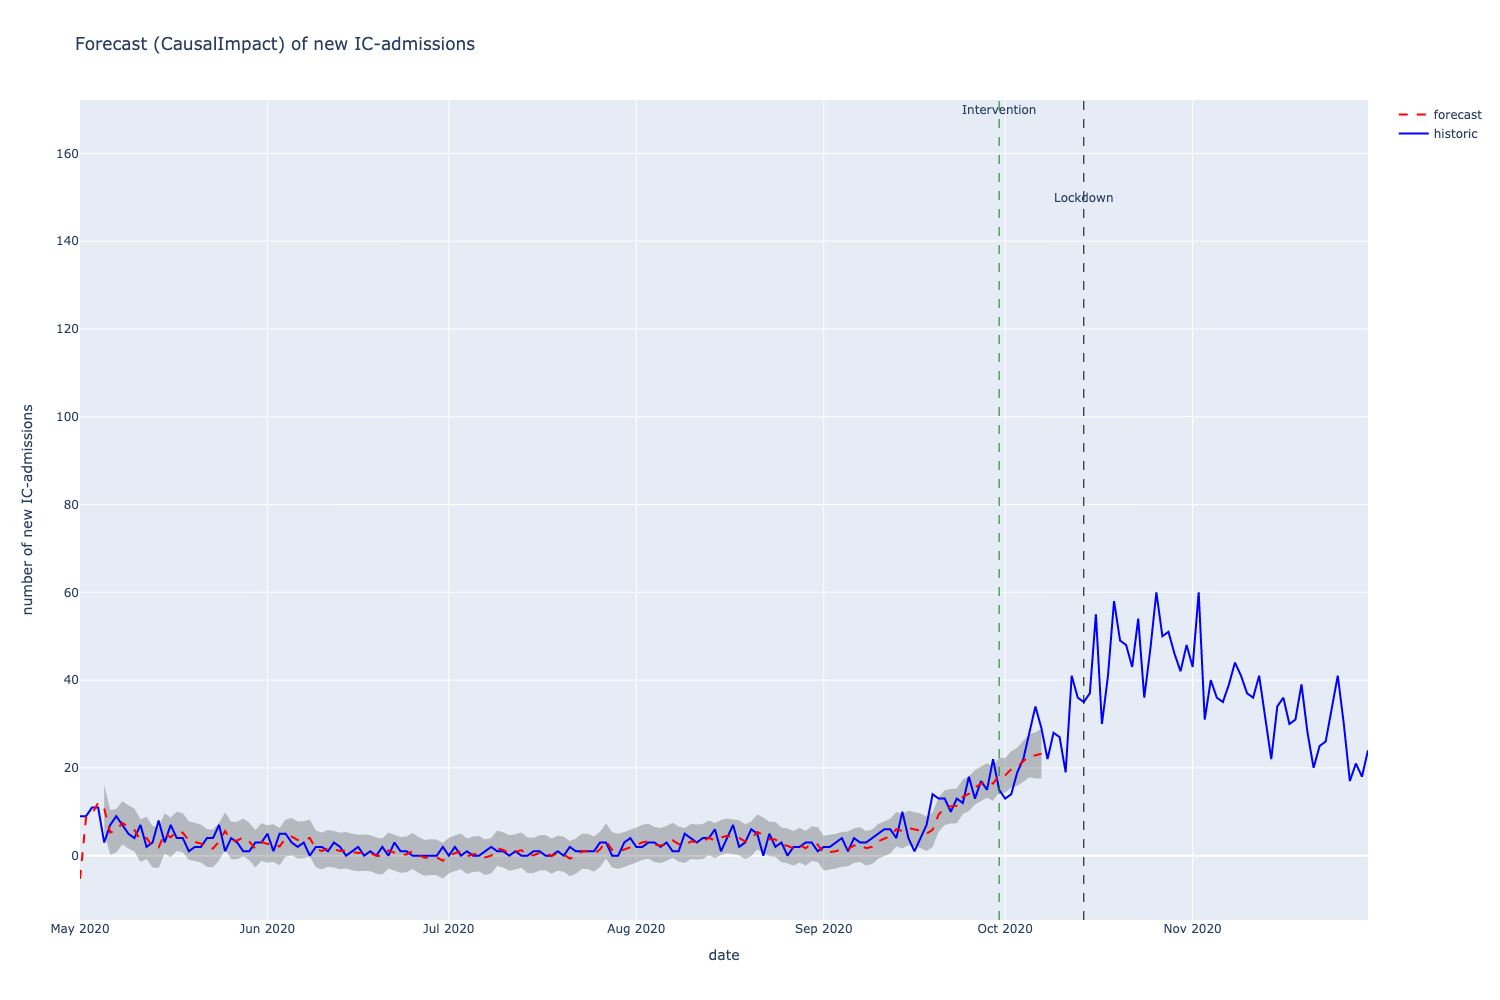 Forecast (CausalImpact) of new IC-admissions
Intervention
Lockdown
forecast
historic
160
140
120
100
80
60
40
20
0
number of new IC-admissions
May 2020
Jun 2020
Jul 2020
Aug 2020
Sep 2020
Oct 2020
Nov 2020
date